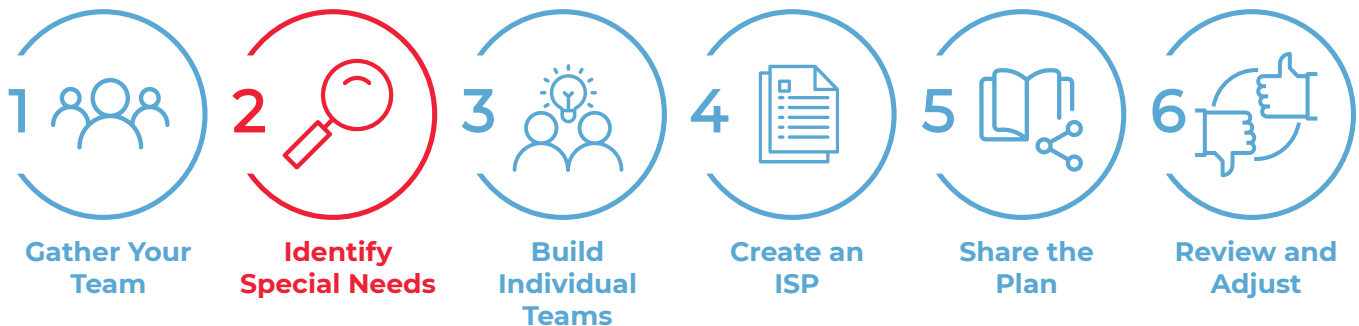 1
2
3
4
5
6
Gather Your
Team
Identify
Special Needs
Build
Individual
Teams
Create an
ISP
Share the
Plan
Review and
Adjust